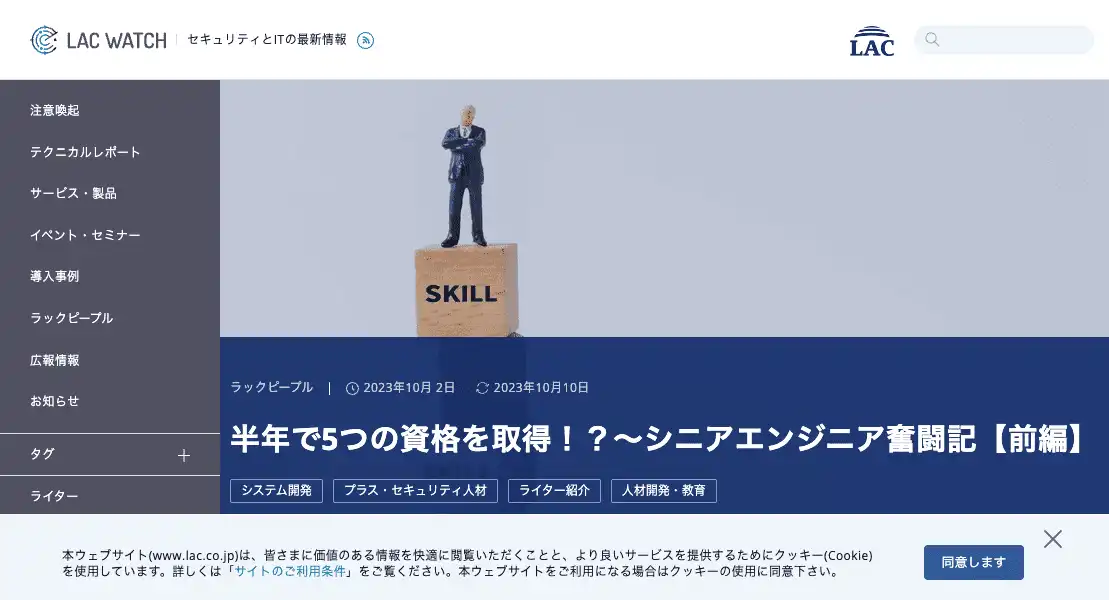 LAC WATCH
セキュリティとITの最新情報
LAC
注意喚起
テクニカルレポート
サービス・製品
イベント・セミナー
導入事例
ラックピープル
広報情報
お知らせ
タグ
ライター
SKILL
ラックピープル | 2023年10月 2日 2023年10月10日
半年で5つの資格を取得！？～シニアエンジニア奮闘記【前編】
システム開発 プラス・セキュリティ人材 ライター紹介 人材開発・教育
本ウェブサイト(www.lac.co.jp)は、皆さまに価値のある情報を快適に閲覧いただくことと、より良いサービスを提供するためにクッキー(Cookie)
を使用しています。詳しくは「サイトのご利用条件」をご覧ください。本ウェブサイトをご利用になる場合はクッキーの使用に同意下さい。
同意します